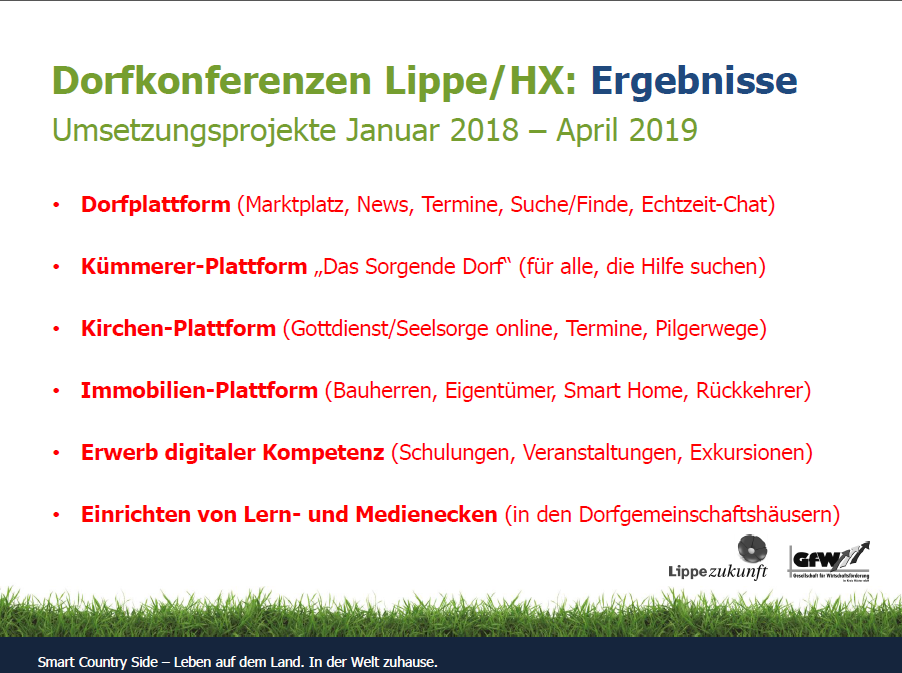 Dorfkonferenzen Lippe/HX: Ergebnisse
Umsetzungsprojekte Januar 2018 – April 2019
• Dorfplattform (Marktplatz, News, Termine, Suche/Finde, Echtzeit-Chat)
• Kümmerer-Plattform „Das Sorgende Dorf“ (für alle, die Hilfe suchen)
• Kirchen-Plattform (Gottdienst/Seelsorge online, Termine, Pilgerwege)
• Immobilien-Plattform (Bauherren, Eigentümer, Smart Home, Rückkehrer)
• Erwerb digitaler Kompetenz (Schulungen, Veranstaltungen, Exkursionen)
• Einrichten von Lern- und Medienecken (in den Dorfgemeinschaftshäusern)
Lippe zukunft
GfW
Gesellschaft für Wirtschaftsförderung
Smart Country Side – Leben auf dem Land. In der Welt zuhause.